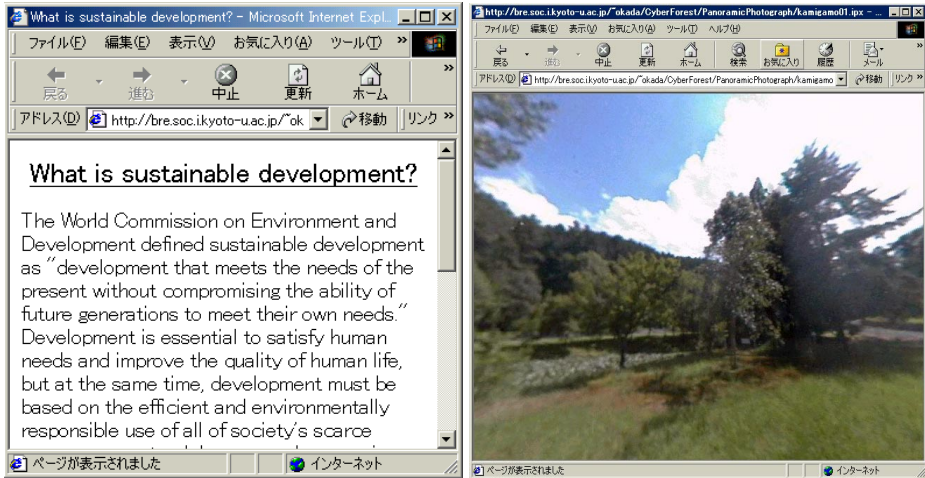 What is sustainable development? - Microsoft Internet Expl...
ファイル(F) 編集(E) 表示(V) お気に入り(A) ツール(T) »
戻る 進む 中止 更新 ホーム »
アドレス(D) http://bre.soc.i.kyoto-u.ac.jp/~ok 移動 リンク »
What is sustainable development?
The World Commission on Environment and
Development defined sustainable development
as "development that meets the needs of the
present without compromising the ability of
future generations to meet their own needs."
Development is essential to satisfy human
needs and improve the quality of human life,
but at the same time, development must be
based on the efficient and environmentally
responsible use of all of society's scarce
ページが表示されました インターネット
http://bre.soc.i.kyoto-u.ac.jp/~okada/CyberForest/PanoramicPhotograph/kamigamo01.ipx - ...
ファイル(F) 編集(E) 表示(V) お気に入り(A) ツール(T) ヘルプ(H)
戻る 進む 中止 更新 ホーム 検索 お気に入り 履歴 メール »
アドレス(D) http://bre.soc.i.kyoto-u.ac.jp/~okada/CyberForest/PanoramicPhotograph/kamigamo 移動 リンク »
ページが表示されました インターネット